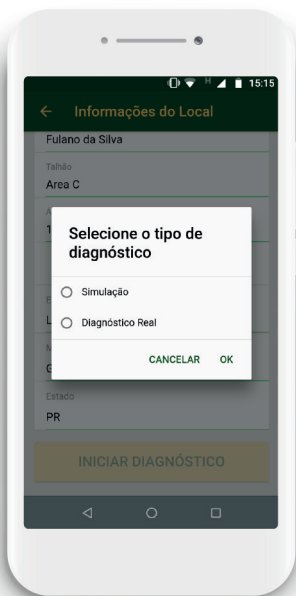 H 15:15
Informações do Local
Fulano da Silva
Talhão
Area C
A
1
Selecione o tipo de
diagnóstico
Simulação
Diagnóstico Real
E
L
CANCELAR OK
G
Estado
PR
INICIAR DIAGNÓSTICO